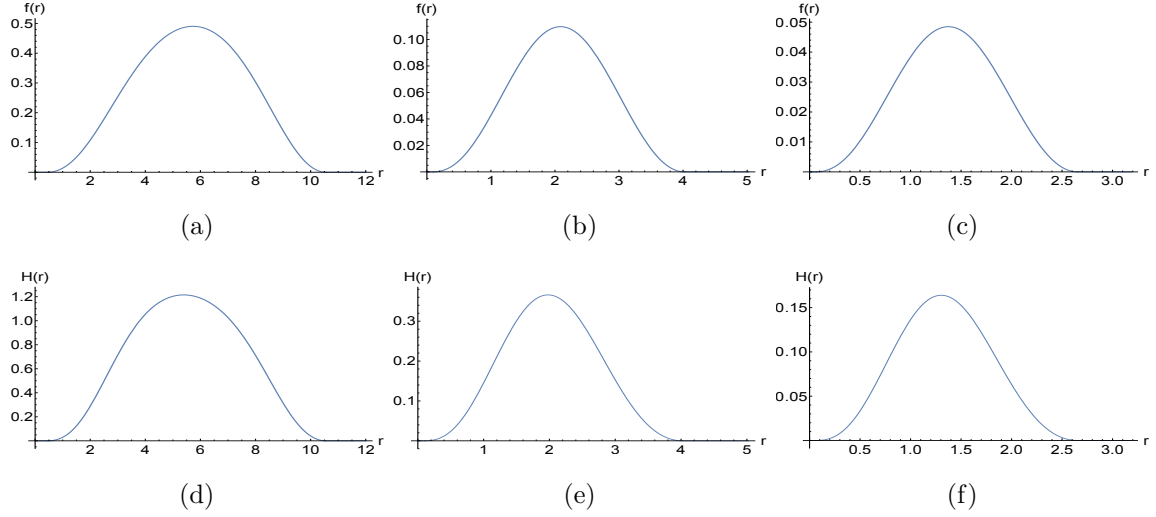 f(r) f(r) f(r)
0.5 0.10 0.05
0.4 0.08 0.04
0.3 0.06 0.03
0.2 0.04 0.02
0.1 0.02 0.01
2 4 6 8 10 12 r 1 2 3 4 5 r 0.5 1.0 1.5 2.0 2.5 3.0 r
(a) (b) (c)
H(r) H(r) H(r)
1.2 0.3 0.15
1.0 0.2 0.10
0.8 0.1 0.05
0.6
0.4
0.2
2 4 6 8 10 12 r 1 2 3 4 5 r 0.5 1.0 1.5 2.0 2.5 3.0 r
(d) (e) (f)